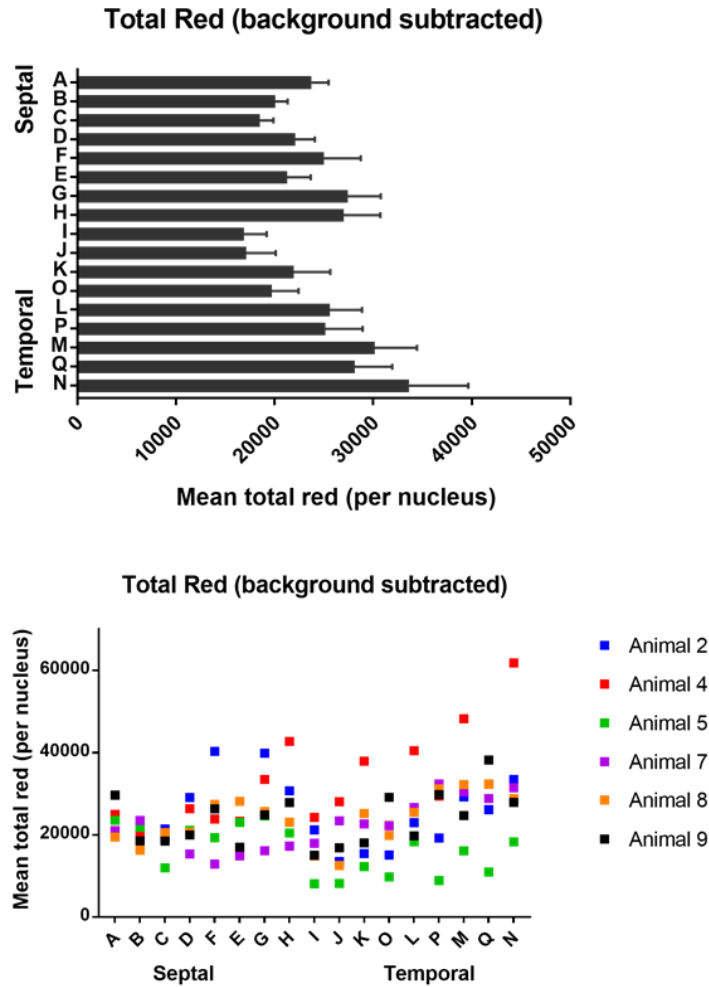 Total Red (background subtracted)
Septal
Temporal
A
B
C
D
F
E
G
H
I
J
K
O
L
P
M
Q
N
0 10000 20000 30000 40000 50000
Mean total red (per nucleus)
Total Red (background subtracted)
Mean total red (per nucleus)
60000
40000
20000
0
A B C D F E G H I J K O L P M Q N
Septal Temporal
Animal 2
Animal 4
Animal 5
Animal 7
Animal 8
Animal 9